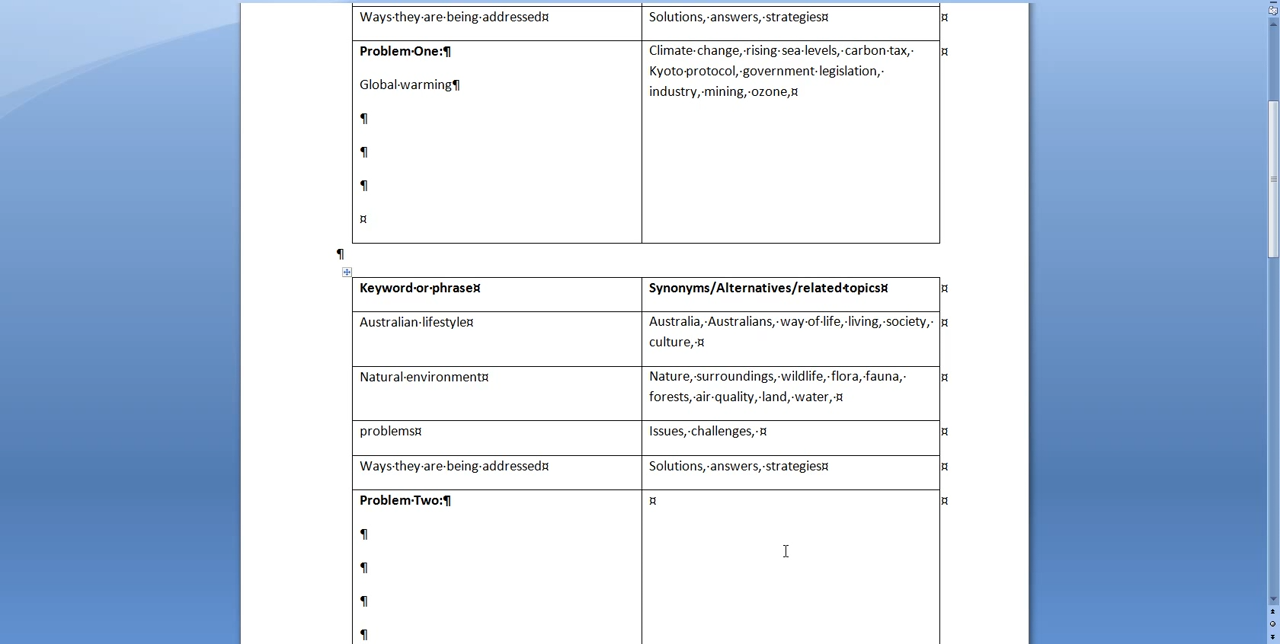 Ways they are being addressed¤ Solutions, answers, strategies¤ ¤
Problem One:¶ Climate change, rising sea levels, carbon tax, ¤
Kyoto protocol, government legislation,
Global warming¶
industry, mining, ozone,¤
¶
¶
¶
¤
¶
Keyword or phrase¤ Synonyms/Alternatives/related topics¤ ¤
Australian lifestyle¤ Australia, Australians, way of life, living, society, ¤
culture, ¤
Natural environment¤ Nature, surroundings, wildlife, flora, fauna, ¤
forests, air quality, land, water, ¤
problems¤ Issues, challenges, ¤ ¤
Ways they are being addressed¤ Solutions, answers, strategies¤ ¤
Problem Two:¶ ¤ ¤
¶
¶
¶
¶